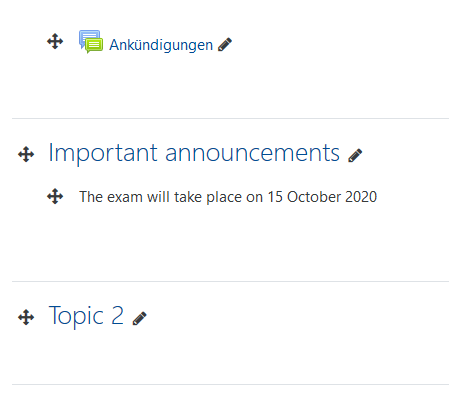 Ankündigungen
Important announcements
The exam will take place on 15 October 2020
Topic 2